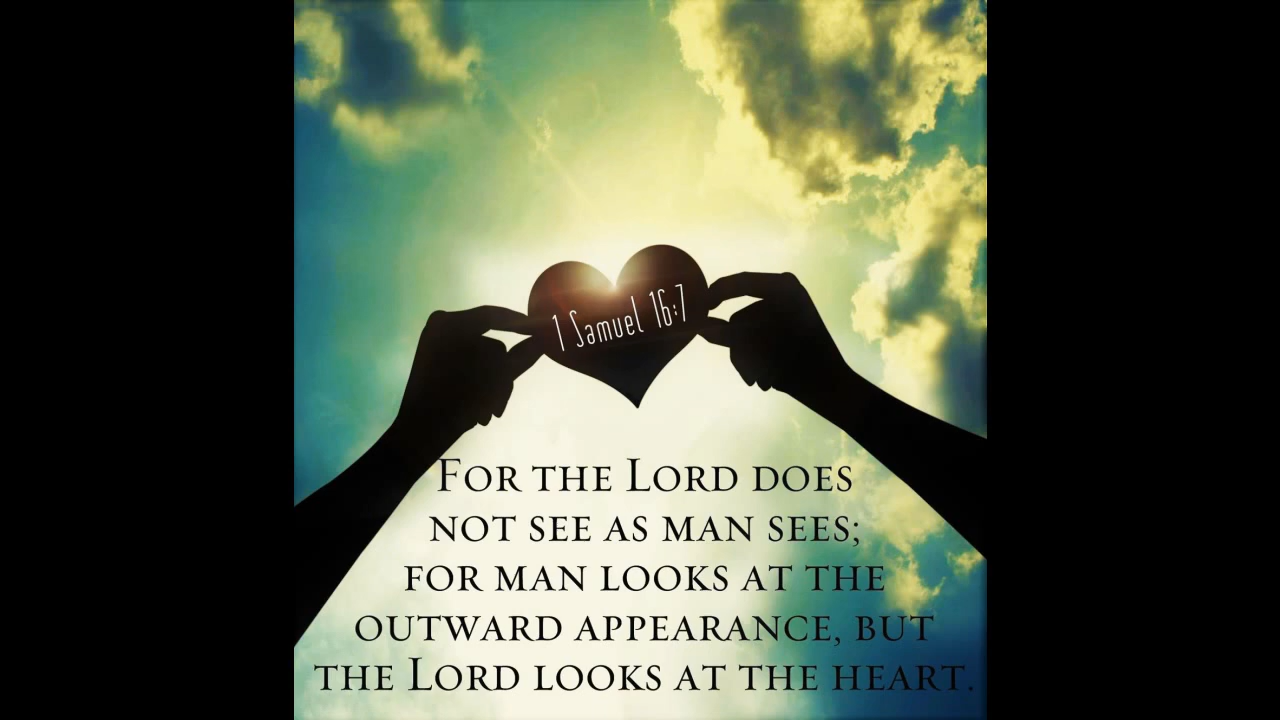 1 Samuel 16:7
For the Lord does
not see as man sees;
for man looks at the
outward appearance, but
the Lord looks at the heart.